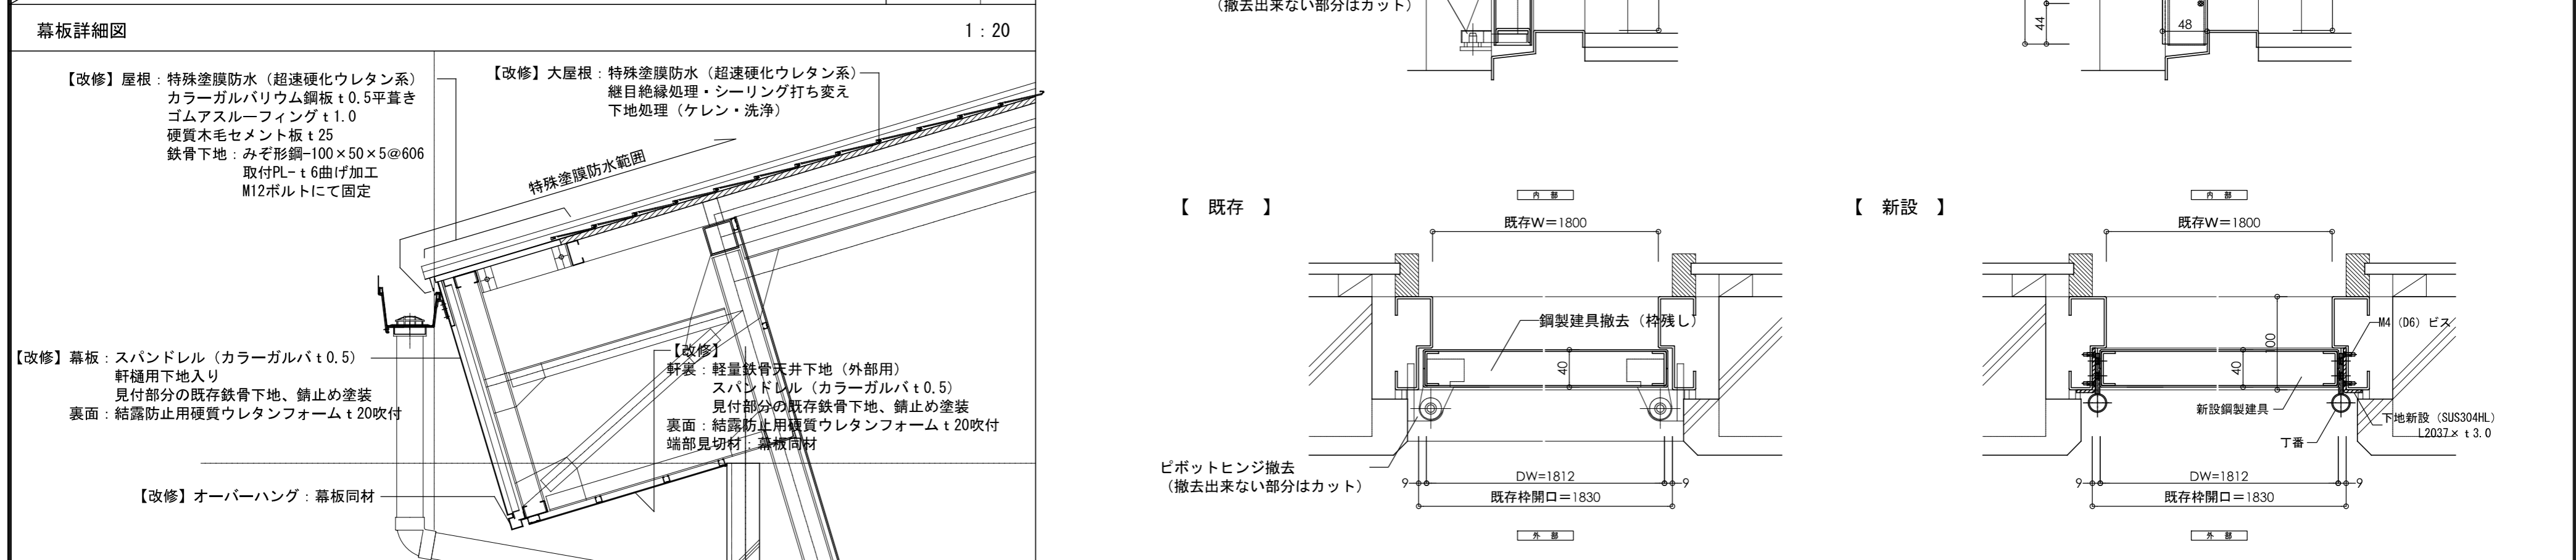 幕板詳細図
1：20
【改修】屋根：特殊塗膜防水（超速硬化ウレタン系）
カラーガルバリウム鋼板ｔ0.5平葺き
ゴムアスルーフィングｔ1.0
硬質木毛セメント板ｔ25
鉄骨下地：みぞ形鋼-100×50×5@606
取付PL-ｔ6曲げ加工
M12ボルトにて固定
【改修】大屋根：特殊塗膜防水（超速硬化ウレタン系）
継目絶縁処理・シーリング打ち変え
下地処理（ケレン・洗浄）
特殊塗膜防水範囲
【改修】幕板：スパンドレル（カラーガルバｔ0.5）
軒樋用下地入り
見付部分の既存鉄骨下地、錆止め塗装
裏面：結露防止用硬質ウレタンフォームｔ20吹付
【改修】
軒裏：軽量鉄骨天井下地（外部用）
スパンドレル（カラーガルバｔ0.5）
見付部分の既存鉄骨下地、錆止め塗装
裏面：結露防止用硬質ウレタンフォームｔ20吹付
端部見切材：幕板同材
【改修】オーバーハング：幕板同材
（撤去出来ない部分はカット）
【　既存　】
内　部
既存W＝1800
鋼製建具撤去（枠残し）
40
ピボットヒンジ撤去
（撤去出来ない部分はカット）
9
DW=1812
9
既存枠開口＝1830
外　部
44
48
【　新設　】
内　部
既存W＝1800
M4（D6）ビス
100
40
新設鋼製建具
下地新設（SUS304HL）
L2037×ｔ3.0
丁番
9
DW=1812
9
既存枠開口＝1830
外　部